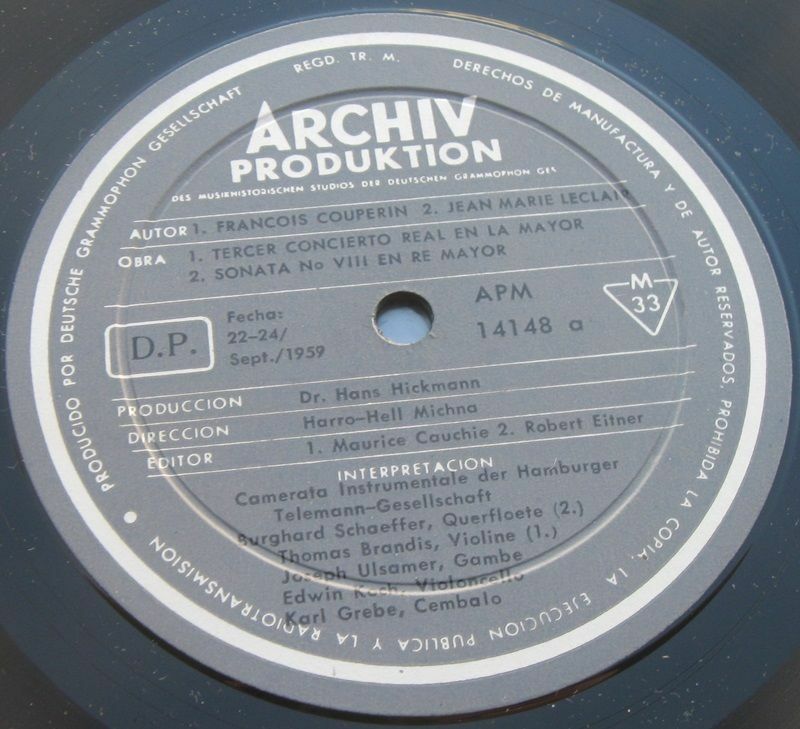 PRODUCIDO POR DEUTSCHE GRAMMOPHON GESELLSCHAFT
REGD. TR. M.
DERECHOS DE MANUFACTURA Y DE AUTOR RESERVADOS. PROHIBIDA LA COPIA, LA EJECUCION PUBLICA Y LA RADIOTRANSMISION
ARCHIV
PRODUKTION
DES MUSIKHISTORISCHEN STUDIOS DER DEUTSCHEN GRAMMOPHON GES
AUTOR 1. FRANCOIS COUPERIN 2. JEAN MARIE LECLAIR
OBRA 1. TERCER CONCIERTO REAL EN LA MAYOR
2. SONATA No VIII EN RE MAYOR
D.P.
Fecha:
22-24/
Sept./1959
APM
14148 a
M
33
PRODUCCION Dr. Hans Hickmann
DIRECCION Harro-Hell Michna
EDITOR 1. Maurice Cauchie 2. Robert Eitner
INTERPRETACION
Camerata Instrumentale der Hamburger
Telemann-Gesellschaft
Burghard Schaeffer, Querfloete (2.)
Thomas Brandis, Violine (1.)
Joseph Ulsamer, Gambe
Edwin Koch, Violoncello
Karl Grebe, Cembalo